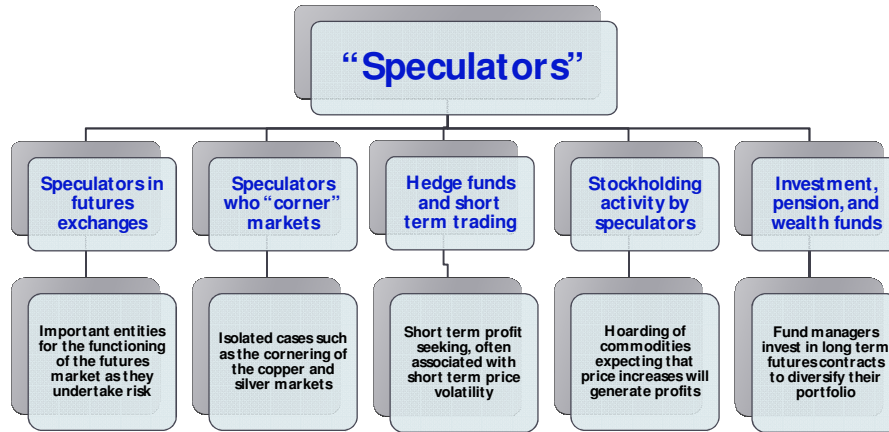 “Speculators”
Speculators in
futures
exchanges
Speculators
who “corner”
markets
Hedge funds
and short
term trading
Stockholding
activity by
speculators
Investment,
pension, and
wealth funds
Important entities
for the functioning
of the futures
market as they
undertake risk
Isolated cases such
as the cornering of
the copper and
silver markets
Short term profit
seeking, often
associated with
short term price
volatility
Hoarding of
commodities
expecting that
price increases will
generate profits
Fund managers
invest in long term
futures contracts
to diversify their
portfolio